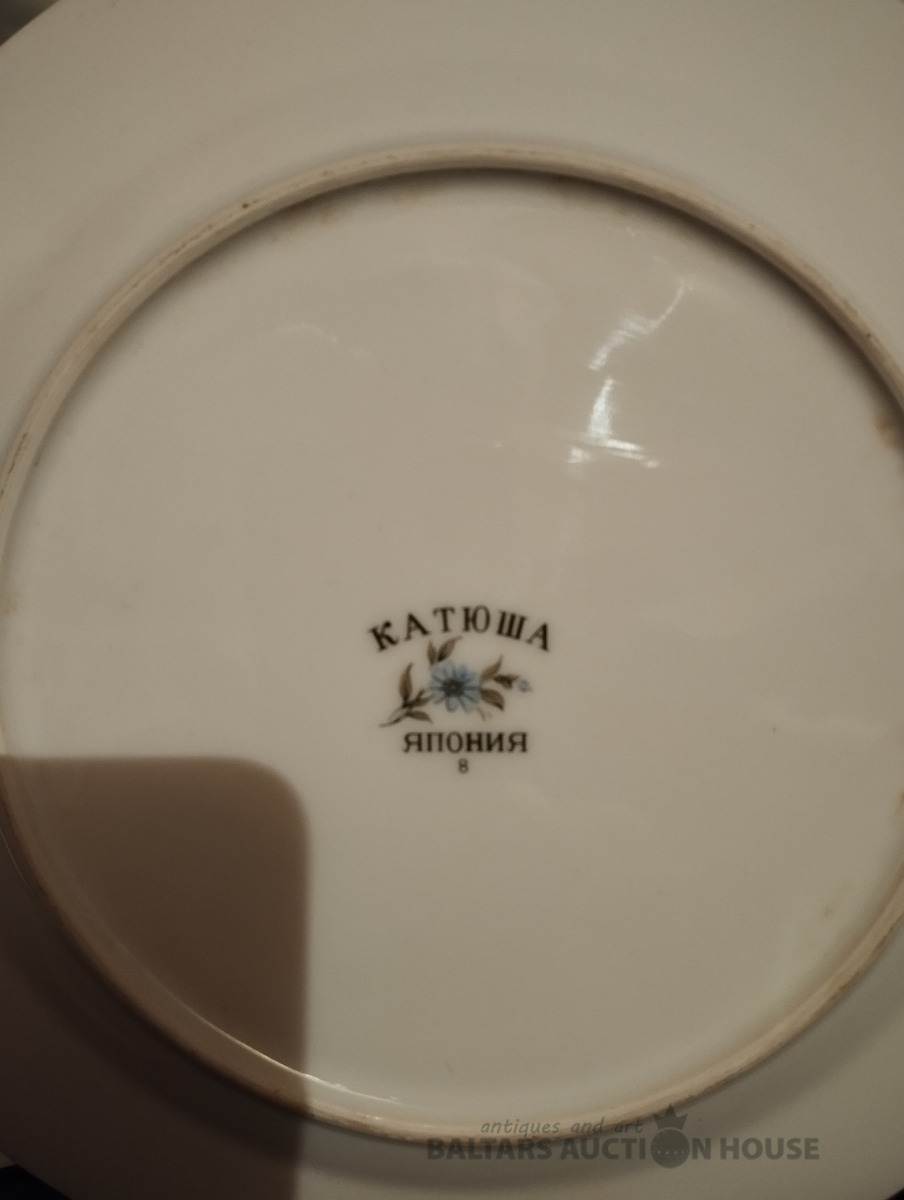 КАТЮША
ЯПОНИЯ
8
antiques and art
BALTARS AUCTION HOUSE